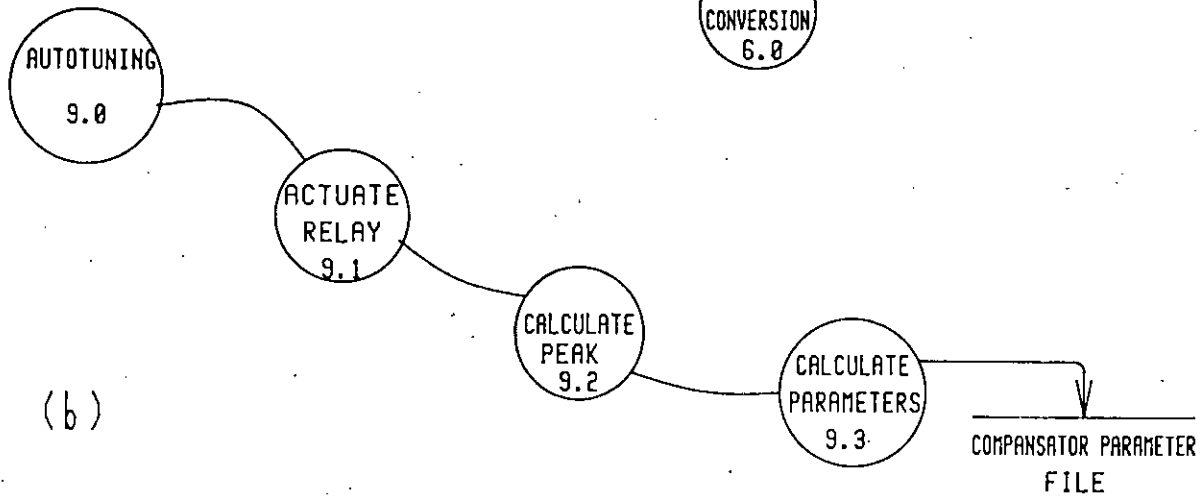 CONVERSION
6.0
AUTOTUNING
9.0
ACTUATE
RELAY
9.1
CALCULATE
PEAK
9.2
CALCULATE
PARAMETERS
9.3
(b)
COMPANSATOR PARAMETER
FILE